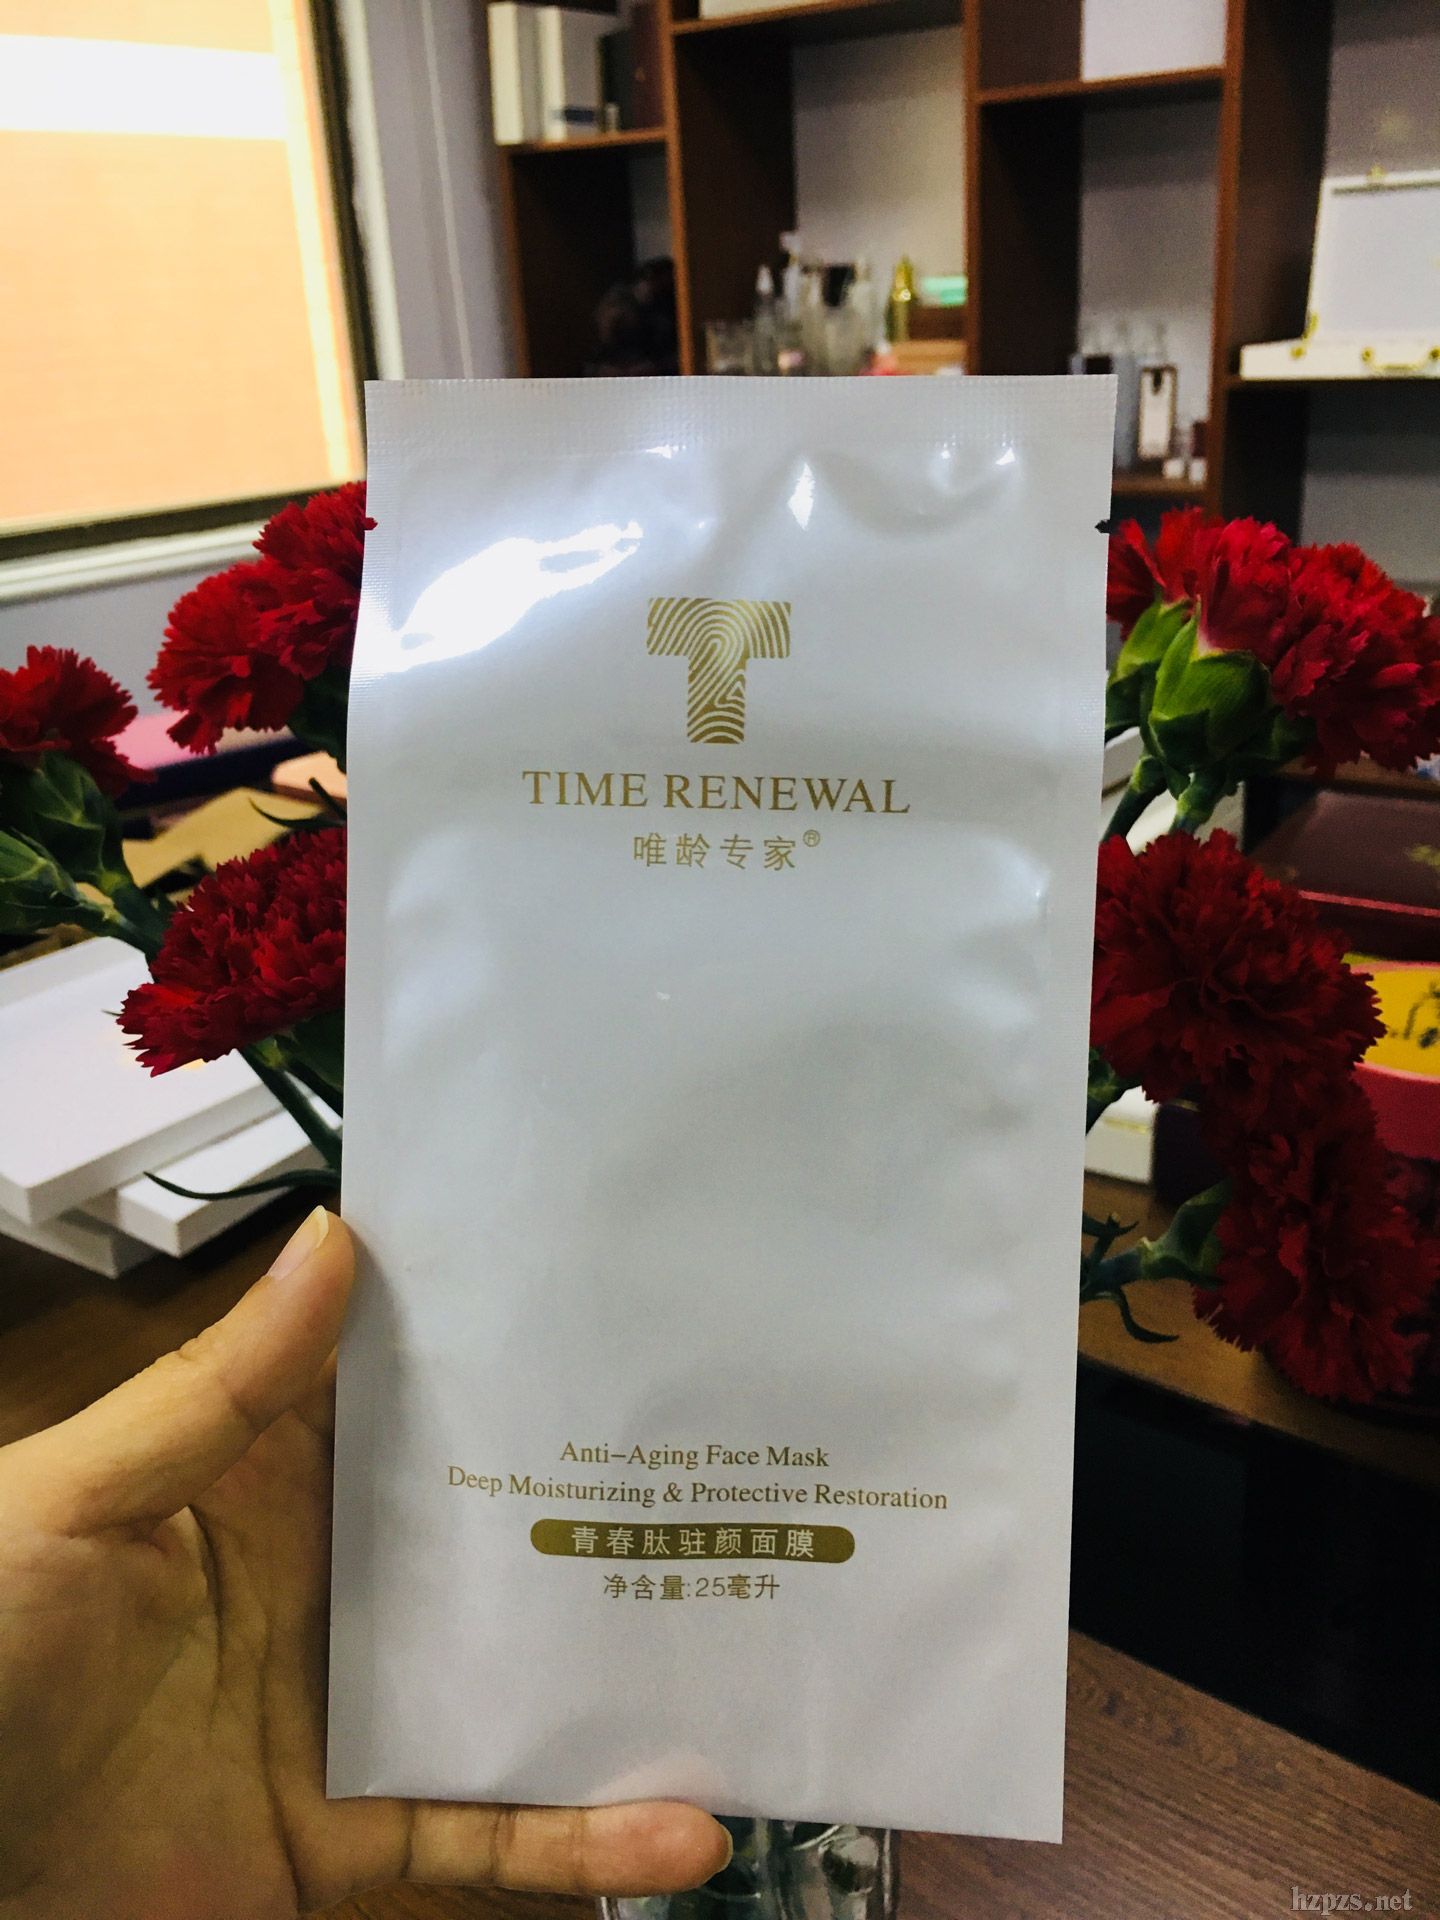 TIME RENEWAL
唯龄专家®
Anti-Aging Face Mask
Deep Moisturizing & Protective Restoration
青春肽驻颜面膜
净含量:25毫升
hzpzs.net